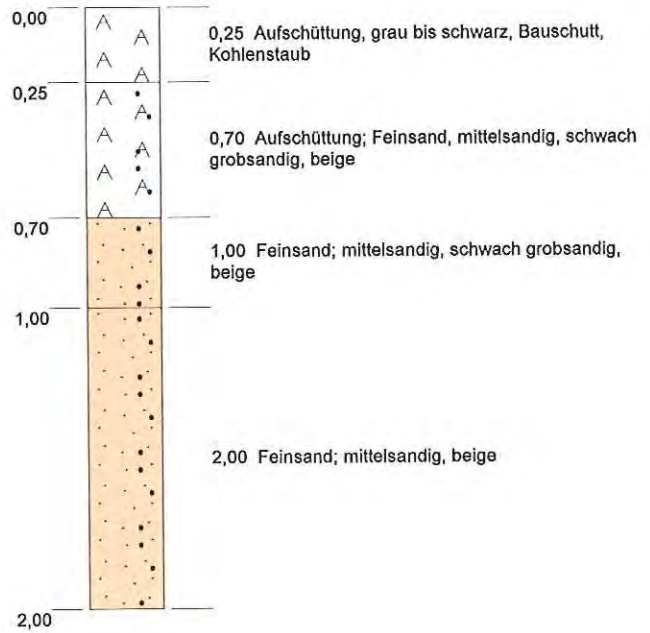 0,00
0,25 Aufschüttung, grau bis schwarz, Bauschutt,
Kohlenstaub
0,25
0,70 Aufschüttung; Feinsand, mittelsandig, schwach
grobsandig, beige
0,70
1,00 Feinsand; mittelsandig, schwach grobsandig,
beige
1,00
2,00 Feinsand; mittelsandig, beige
2,00